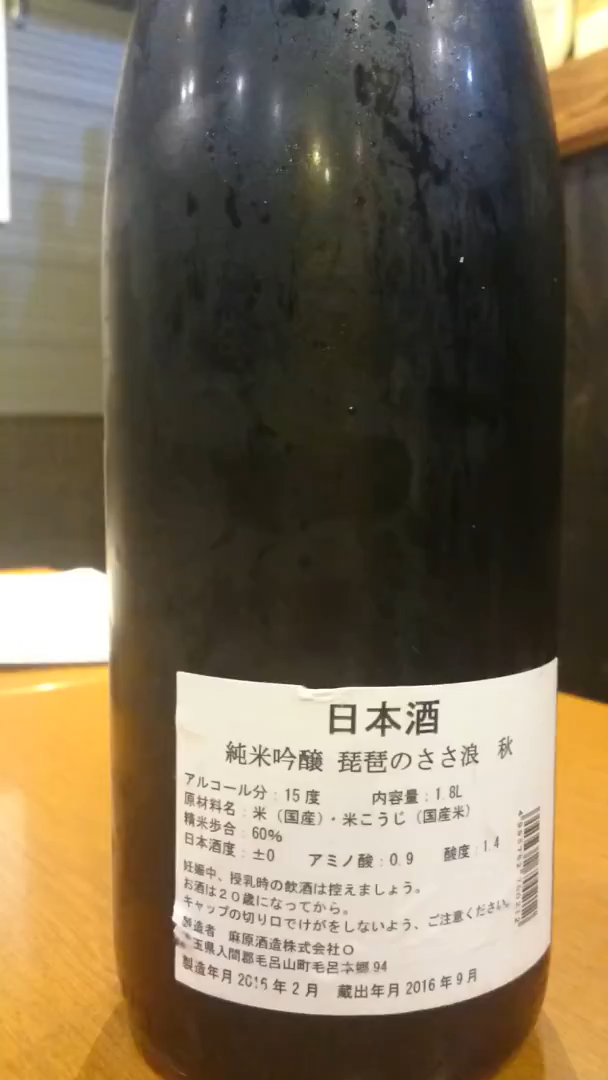 日本酒
純米吟醸 琵琶のささ浪 秋
アルコール分：15度 内容量：1.8L
原材料名：米（国産）・米こうじ（国産米）
精米歩合：60%
日本酒度：±0 アミノ酸：0.9 酸度：1.4
妊娠中、授乳時の飲酒は控えましょう。
お酒は20歳になってから。
キャップの切り口でけがをしないよう、ご注意ください。
製造者 麻原酒造株式会社O
玉県入間郡毛呂山町毛呂本郷94
製造年月2016年2月 蔵出年月2016年9月